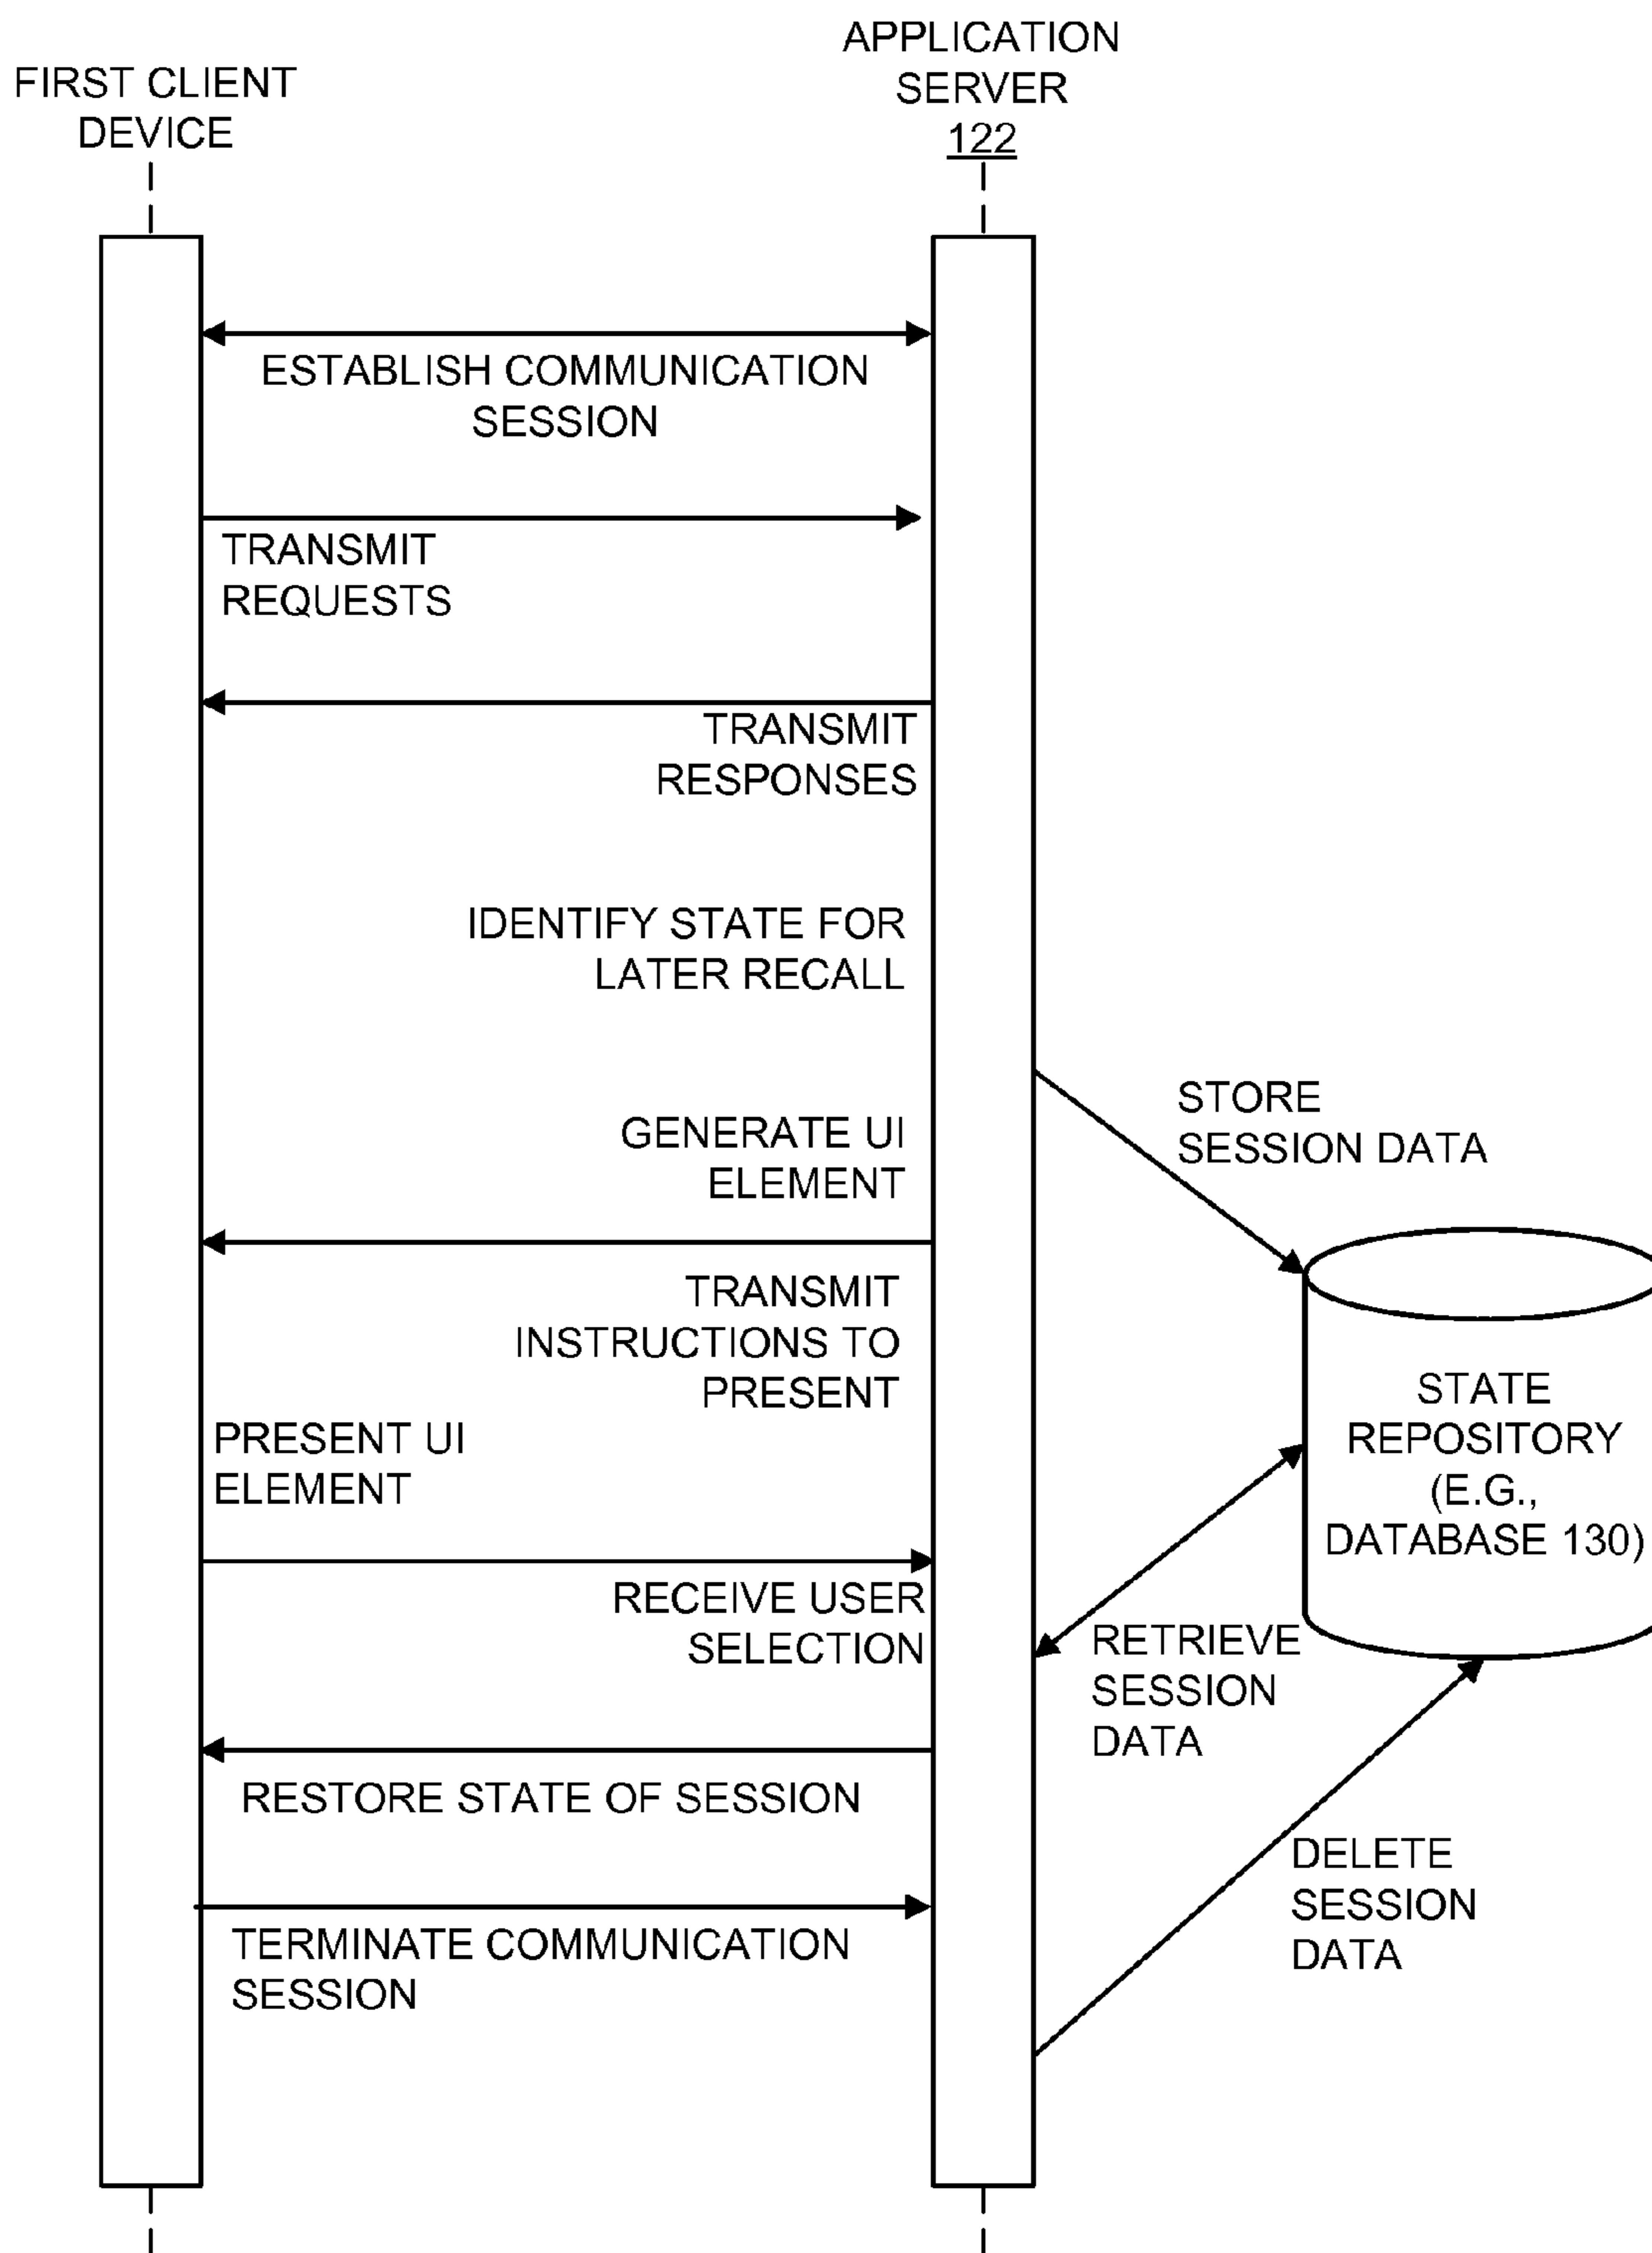 FIRST CLIENT
DEVICE
APPLICATION
SERVER
122
ESTABLISH COMMUNICATION
SESSION
TRANSMIT
REQUESTS
TRANSMIT
RESPONSES
IDENTIFY STATE FOR
LATER RECALL
STORE
SESSION DATA
GENERATE UI
ELEMENT
TRANSMIT
INSTRUCTIONS TO
PRESENT
STATE
REPOSITORY
(E.G.,
DATABASE 130)
PRESENT UI
ELEMENT
RECEIVE USER
SELECTION
RETRIEVE
SESSION
DATA
RESTORE STATE OF SESSION
DELETE
SESSION
DATA
TERMINATE COMMUNICATION
SESSION